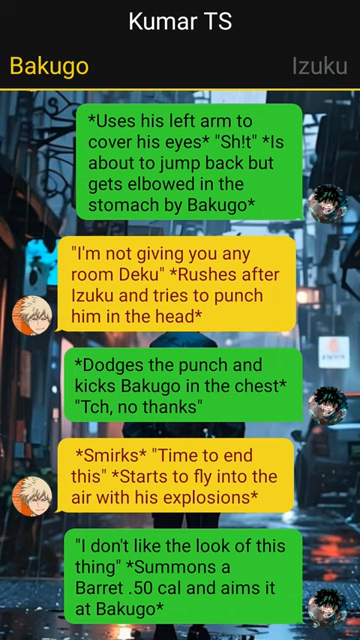 Kumar TS
Bakugo
Izuku
*Uses his left arm to
cover his eyes* "Sh!t" *Is
about to jump back but
gets elbowed in the
stomach by Bakugo*
"I'm not giving you any
room Deku" *Rushes after
Izuku and tries to punch
him in the head*
*Dodges the punch and
kicks Bakugo in the chest*
"Tch, no thanks"
*Smirks* "Time to end
this" *Starts to fly into the
air with his explosions*
"I don't like the look of this
thing" *Summons a
Barret .50 cal and aims it
at Bakugo*